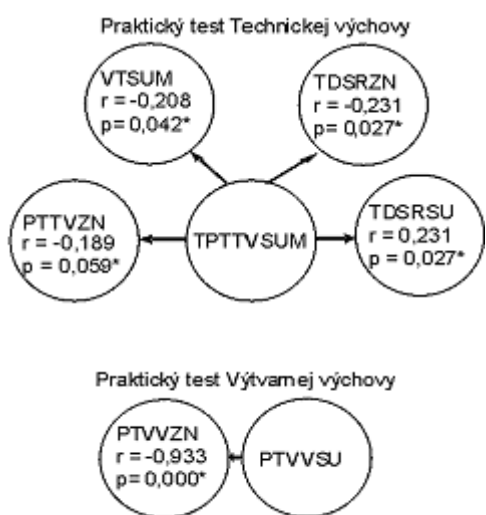 Praktický test Technickej výchovy
VTSUM
r = -0,208
p= 0,042*
TDSRZN
r = -0,231
p= 0,027*
PTTVZN
r = -0,189
p = 0,059*
TPTTVSUM
TDSRSU
r = 0,231
p = 0,027*
Praktický test Výtvarnej výchovy
PTVVZN
r = -0,933
p = 0,000*
PTVVSU